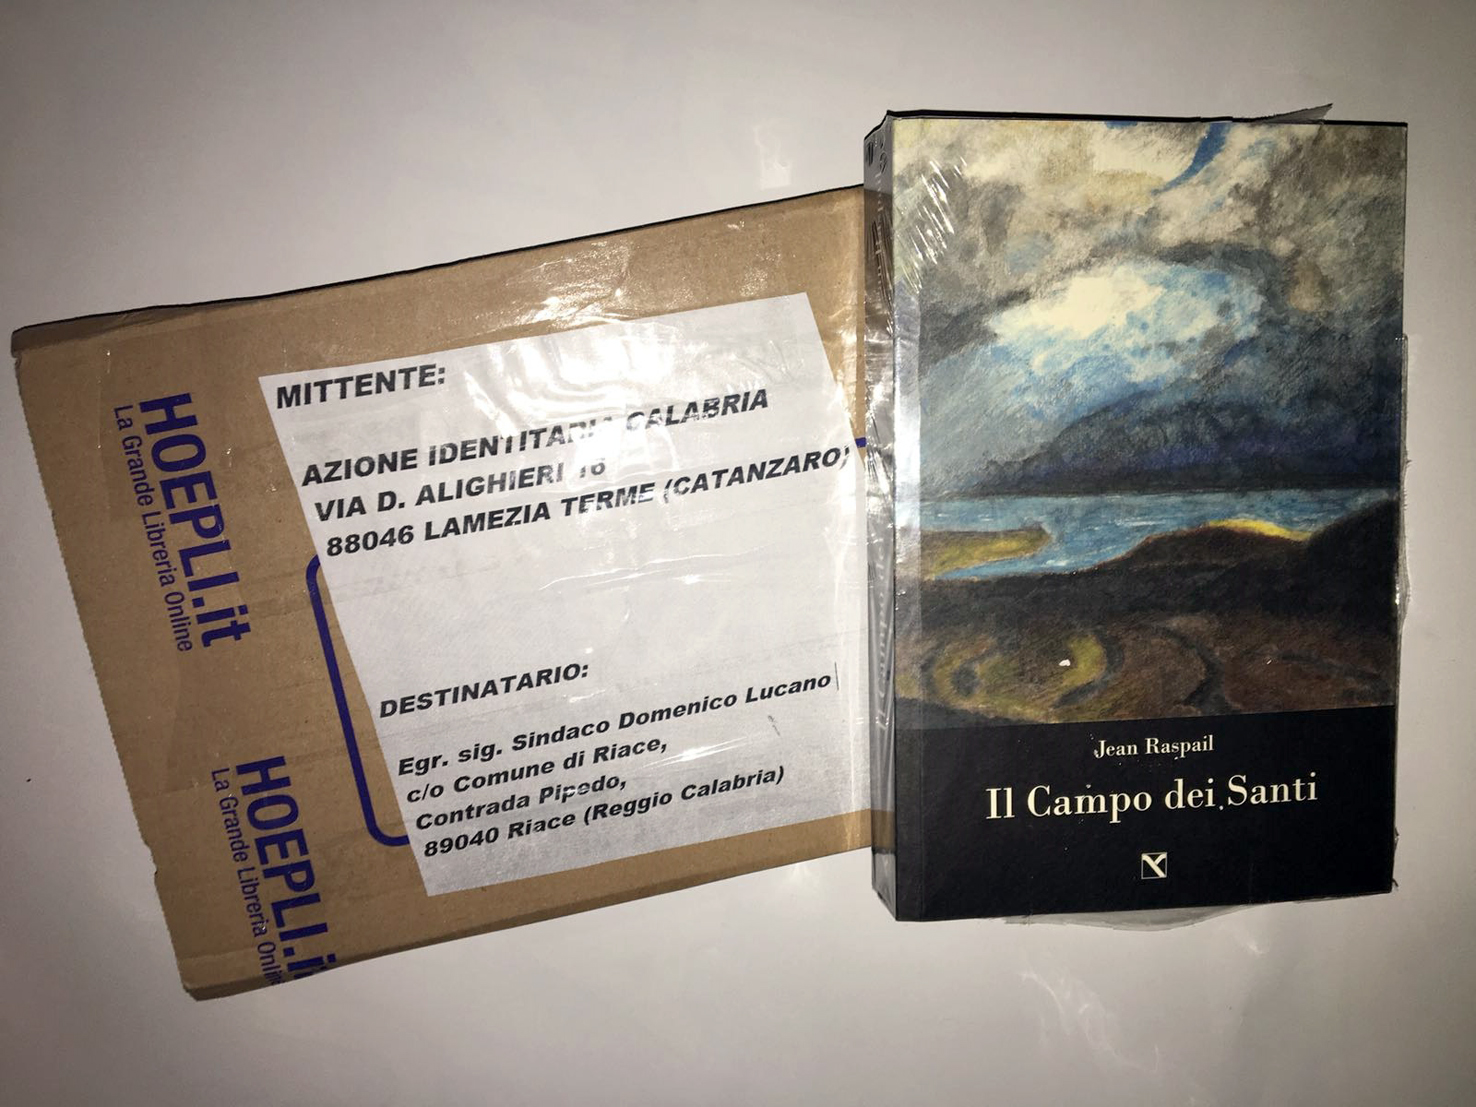 HOEPLI.it
La Grande Libreria Online
HOEPLI.it
La Grande Libreria Online
MITTENTE:
AZIONE IDENTITARIA CALABRIA
VIA D. ALIGHIERI 16
88046 LAMEZIA TERME (CATANZARO)
DESTINATARIO:
Egr. sig. Sindaco Domenico Lucano
c/o Comune di Riace,
Contrada Pipedo,
89040 Riace (Reggio Calabria)
Jean Raspail
Il Campo dei Santi